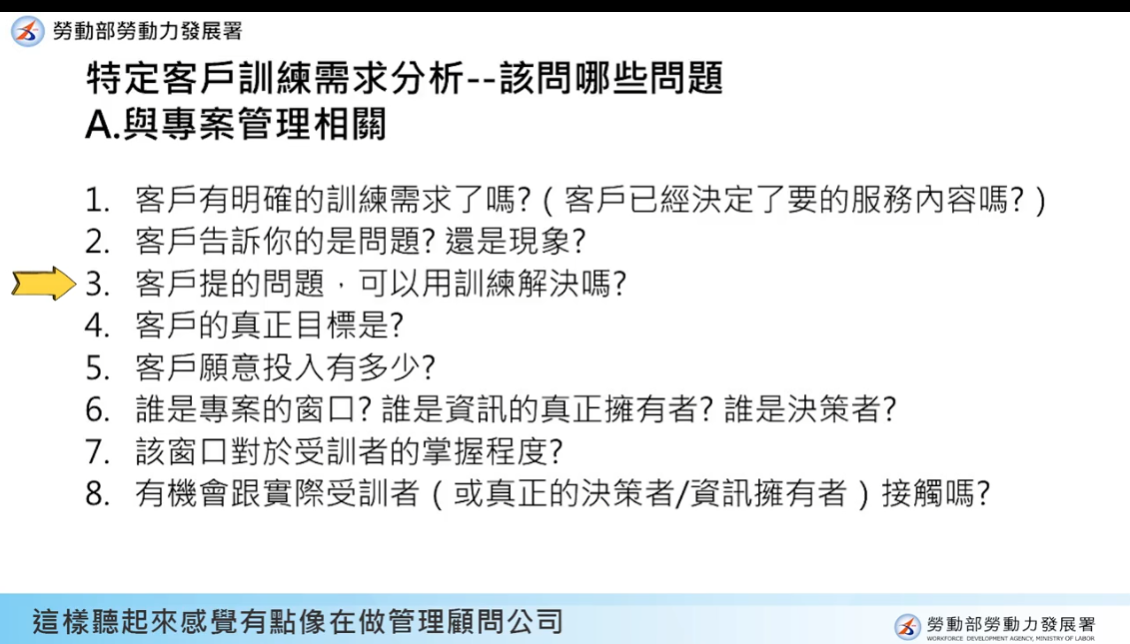 勞動部勞動力發展署
特定客戶訓練需求分析--該問哪些問題
A.與專案管理相關
1. 客戶有明確的訓練需求了嗎?(客戶已經決定了要的服務內容嗎?)
2. 客戶告訴你的是問題? 還是現象?
3. 客戶提的問題，可以用訓練解決嗎?
4. 客戶的真正目標是?
5. 客戶願意投入有多少?
6. 誰是專案的窗口? 誰是資訊的真正擁有者? 誰是決策者?
7. 該窗口對於受訓者的掌握程度?
8. 有機會跟實際受訓者(或真正的決策者/資訊擁有者)接觸嗎?
這樣聽起來感覺有點像在做管理顧問公司
勞動部勞動力發展署
WORKFORCE DEVELOPMENT AGENCY, MINISTRY OF LABOR